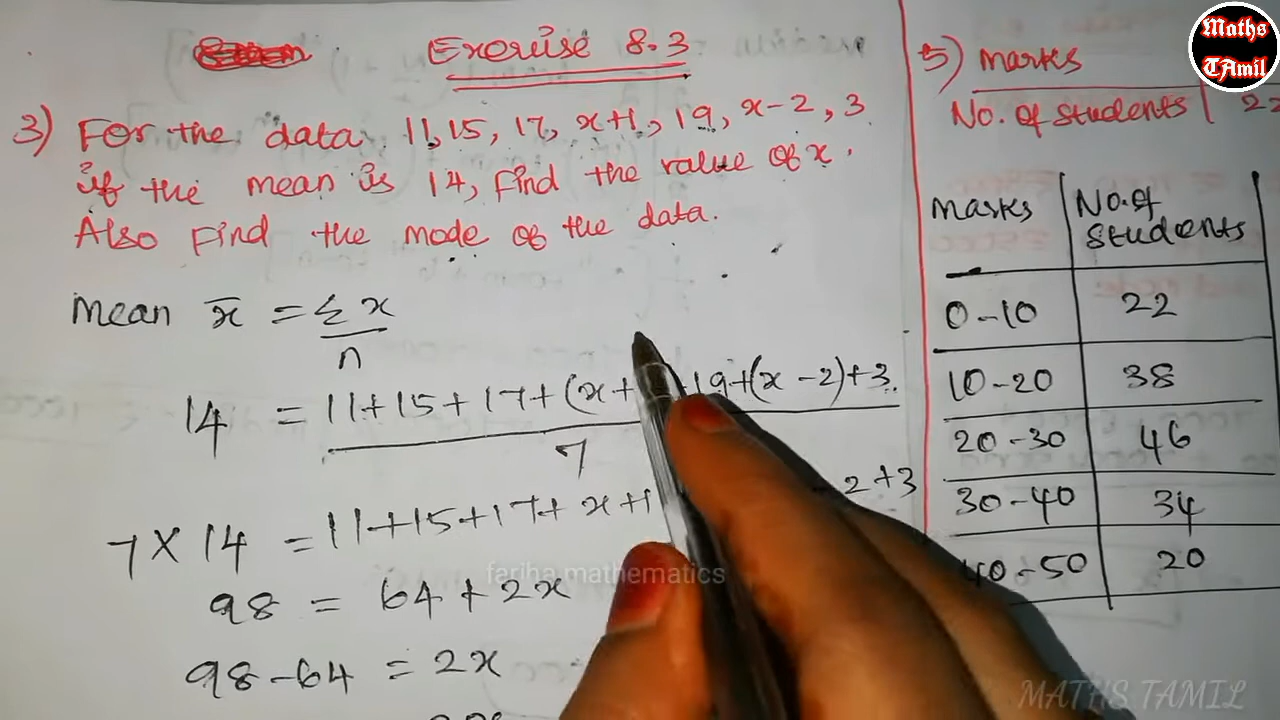 Exercise 8.3
3) For the data 11, 15, 17, x+1, 19, x-2, 3
if the mean is 14, Find the value of x.
Also Find the mode of the data.
Mean x̄ = Σx
n
14 = 11+15+17+(x+ +19+(x-2)+3.
7
7 × 14 = 11+15+17+x+1 -2+3
98 = 64+2x
98-64 = 2x
5) Marks
No. of Students
Marks No. of Students
0-10 22
10-20 38
20-30 46
30-40 34
40-50 20
Maths
TAmil
fariha mathematics
MATHS TAMIL